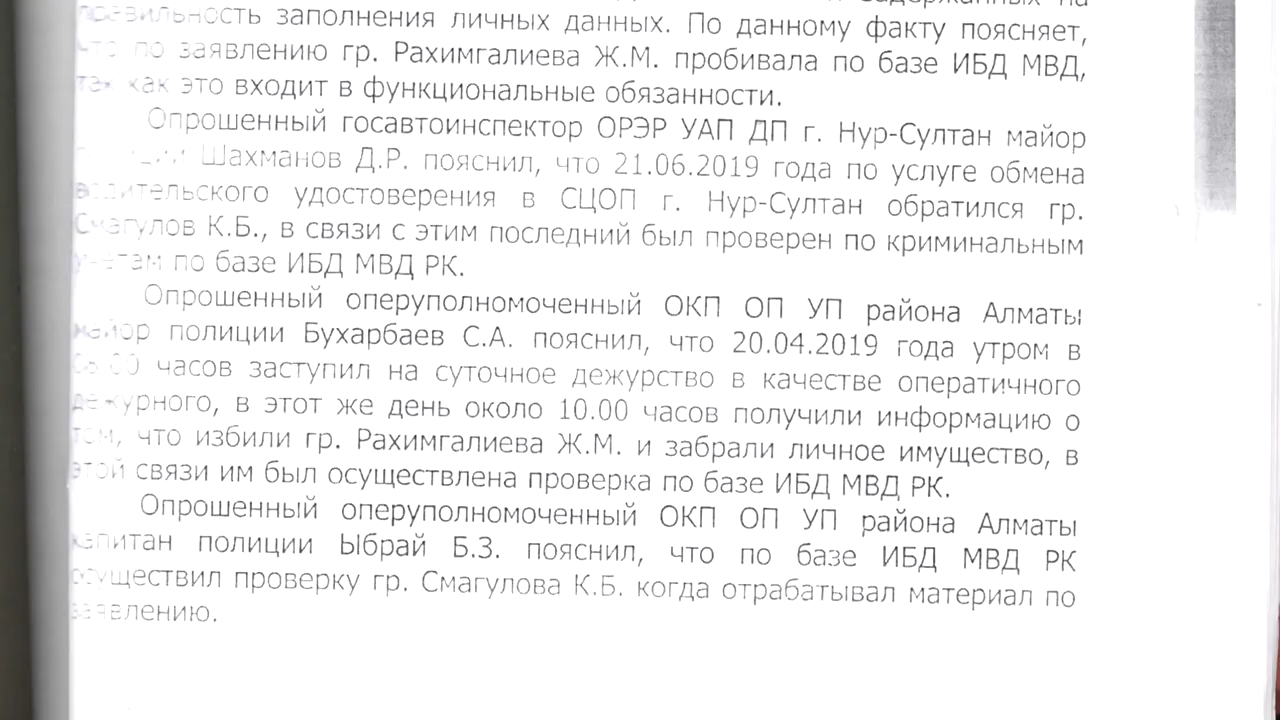 задержанных на
правильность заполнения личных данных. По данному факту поясняет,
что по заявлению гр. Рахимгалиева Ж.М. пробивала по базе ИБД МВД,
так как это входит в функциональные обязанности.
Опрошенный госавтоинспектор ОРЭР УАП ДП г. Нур-Султан майор
полиции Шахманов Д.Р. пояснил, что 21.06.2019 года по услуге обмена
водительского удостоверения в СЦОП г. Нур-Султан обратился гр.
Смагулов К.Б., в связи с этим последний был проверен по криминальным
учетам по базе ИБД МВД РК.
Опрошенный оперуполномоченный ОКП ОП УП района Алматы
майор полиции Бухарбаев С.А. пояснил, что 20.04.2019 года утром в
часов заступил на суточное дежурство в качестве оператичного
дежурного, в этот же день около 10.00 часов получили информацию о
том, что избили гр. Рахимгалиева Ж.М. и забрали личное имущество, в
этой связи им был осуществлена проверка по базе ИБД МВД РК.
Опрошенный оперуполномоченный ОКП ОП УП района Алматы
капитан полиции Ыбрай Б.З. пояснил, что по базе ИБД МВД РК
осуществил проверку гр. Смагулова К.Б. когда отрабатывал материал по
заявлению.